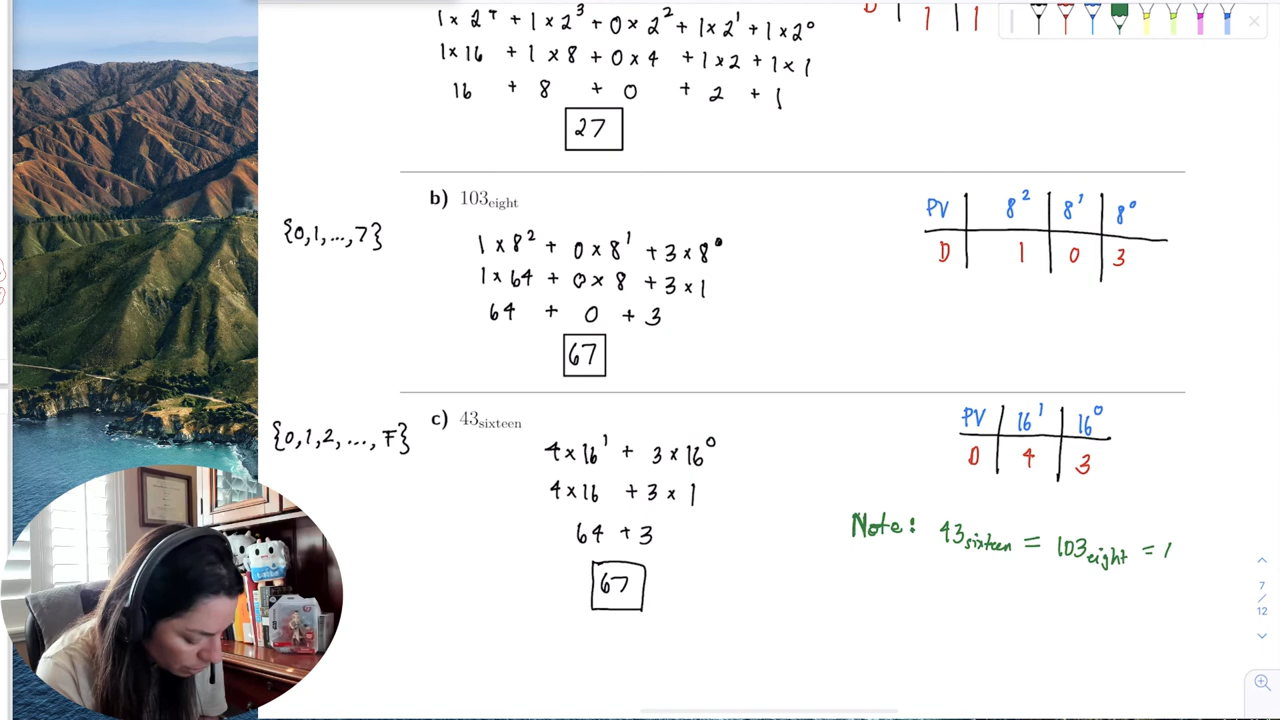 1 × 2⁴ + 1 × 2³ + 0 × 2² + 1 × 2¹ + 1 × 2⁰
D | 1 | 1
1×16 + 1 × 8 + 0×4 + 1×2 + 1×1
16 + 8 + 0 + 2 + 1
27
b) 103eight
PV | 8² | 8¹ | 8⁰
D | 1 | 0 | 3
{0,1,...,7}
1 × 8² + 0 × 8¹ + 3 × 8⁰
1×64 + 0 × 8 + 3 × 1
64 + 0 + 3
67
c) 43sixteen
PV | 16¹ | 16⁰
D | 4 | 3
{0,1,2,...,F}
4×16¹ + 3×16⁰
4×16 + 3×1
64 + 3
Note: 43sixteen = 103eight = 1
67
7
/
12